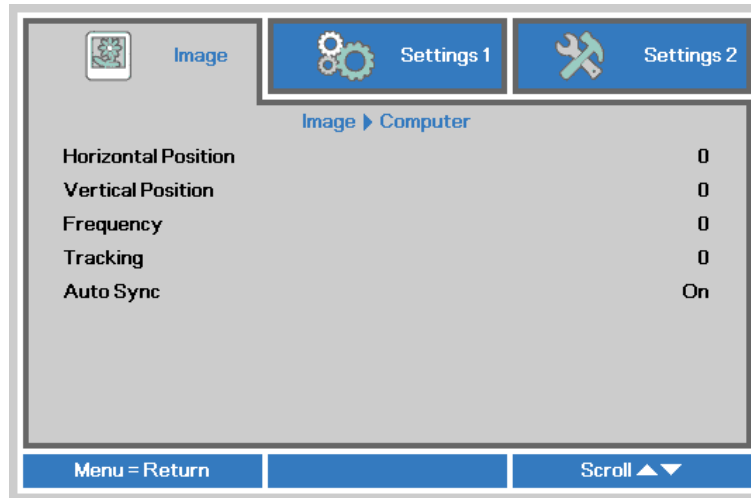 Image Settings 1 Settings 2
Image ▶ Computer
Horizontal Position 0
Vertical Position 0
Frequency 0
Tracking 0
Auto Sync On
Menu = Return Scroll ▲▼